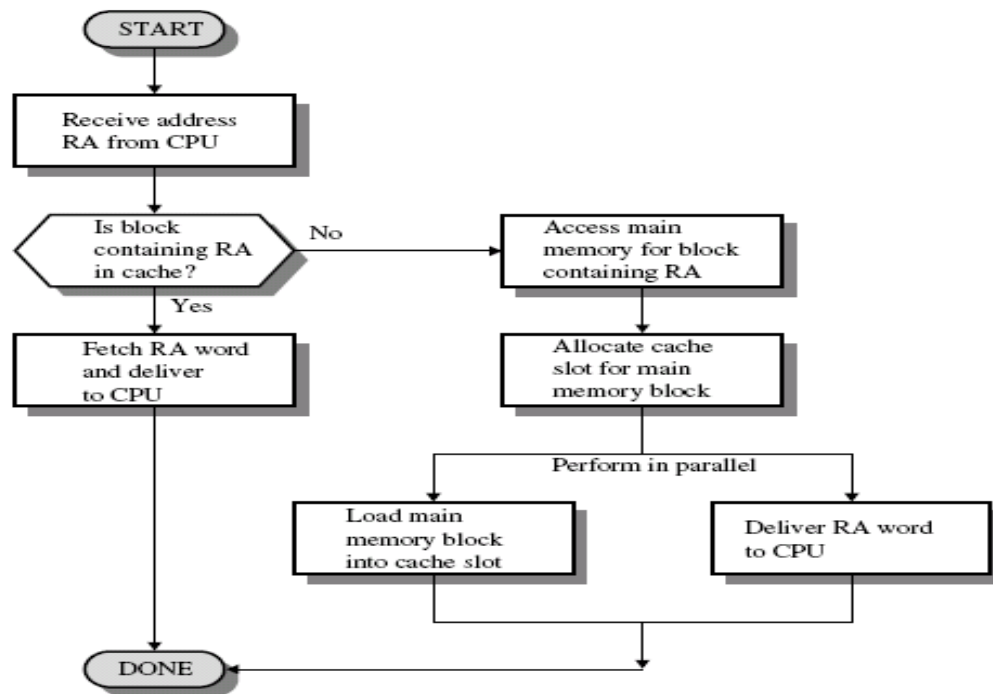 START
Receive address
RA from CPU
Is block
containing RA
in cache?
No
Access main
memory for block
containing RA
Yes
Fetch RA word
and deliver
to CPU
Allocate cache
slot for main
memory block
Perform in parallel
Load main
memory block
into cache slot
Deliver RA word
to CPU
DONE